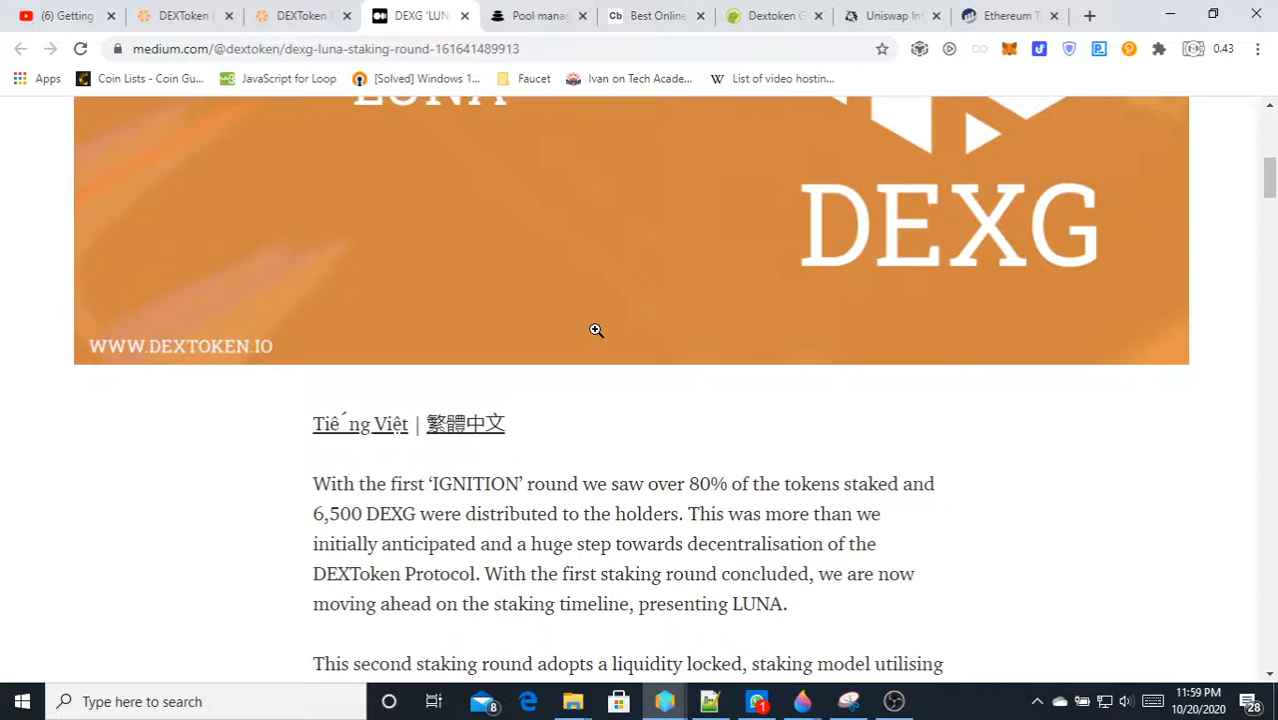 (6) Getting
DEXToken |
DEXToken
DEXG 'LUN
Pool manag
Best Online
Dextoken G
Uniswap Int
Ethereum T
medium.com/@dextoken/dexg-luna-staking-round-161641489913
0.43
Apps
Coin Lists - Coin Gu...
JavaScript for Loop
[Solved] Windows 1...
Faucet
Ivan on Tech Acade...
List of video hostin...
LUNA
DEXG
WWW.DEXTOKEN.IO
Tiếng Việt | 繁體中文
With the first ‘IGNITION’ round we saw over 80% of the tokens staked and
6,500 DEXG were distributed to the holders. This was more than we
initially anticipated and a huge step towards decentralisation of the
DEXToken Protocol. With the first staking round concluded, we are now
moving ahead on the staking timeline, presenting LUNA.
This second staking round adopts a liquidity locked, staking model utilising
Type here to search
8
1
11:59 PM
10/20/2020
28